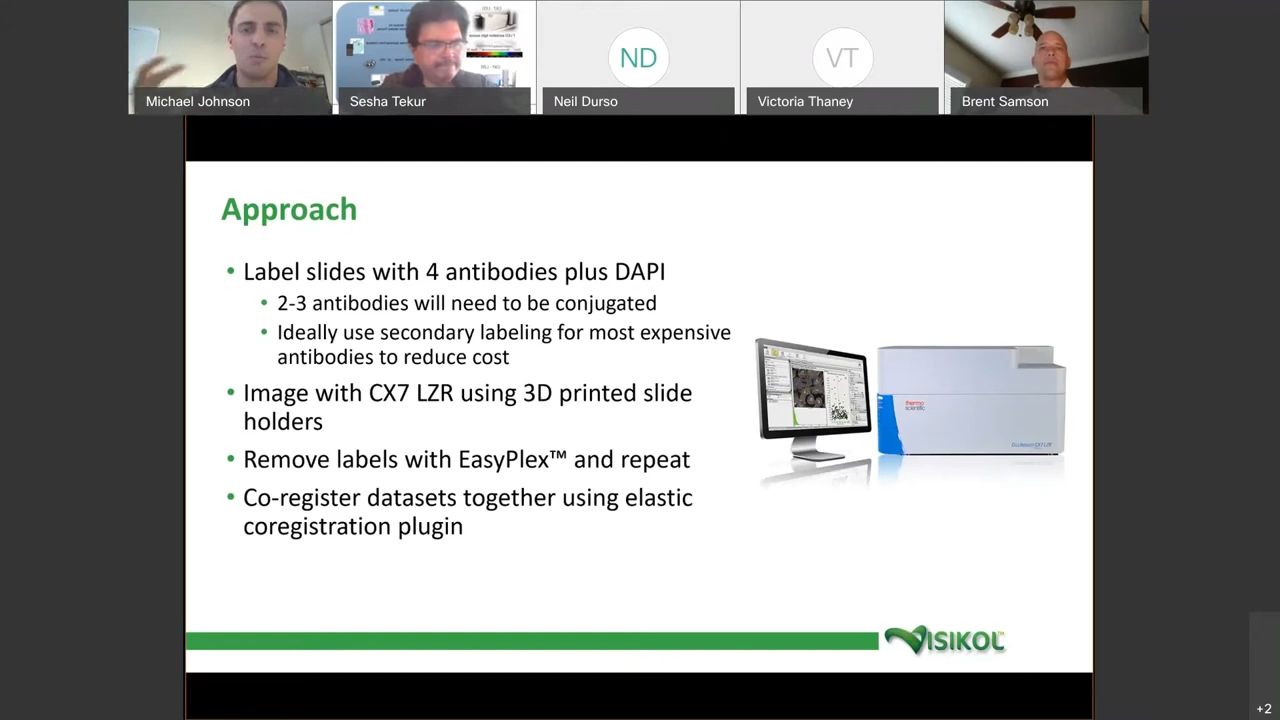 Michael Johnson
Sesha Tekur
ND
Neil Durso
VT
Victoria Thaney
Brent Samson
Approach
• Label slides with 4 antibodies plus DAPI
• 2-3 antibodies will need to be conjugated
• Ideally use secondary labeling for most expensive
antibodies to reduce cost
• Image with CX7 LZR using 3D printed slide
holders
• Remove labels with EasyPlex™ and repeat
• Co-register datasets together using elastic
coregistration plugin
thermo
scientific
VISIKOL
+2